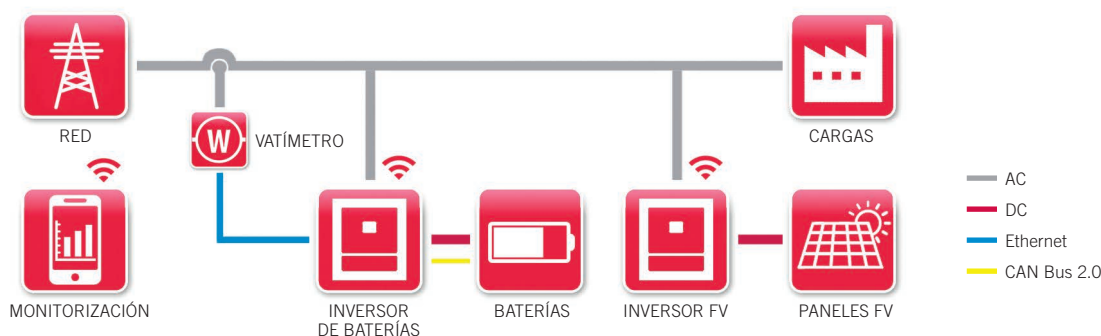 RED
CARGAS
W
VATÍMETRO
MONITORIZACIÓN
INVERSOR
DE BATERÍAS
BATERÍAS
INVERSOR FV
PANELES FV
AC
DC
Ethernet
CAN Bus 2.0